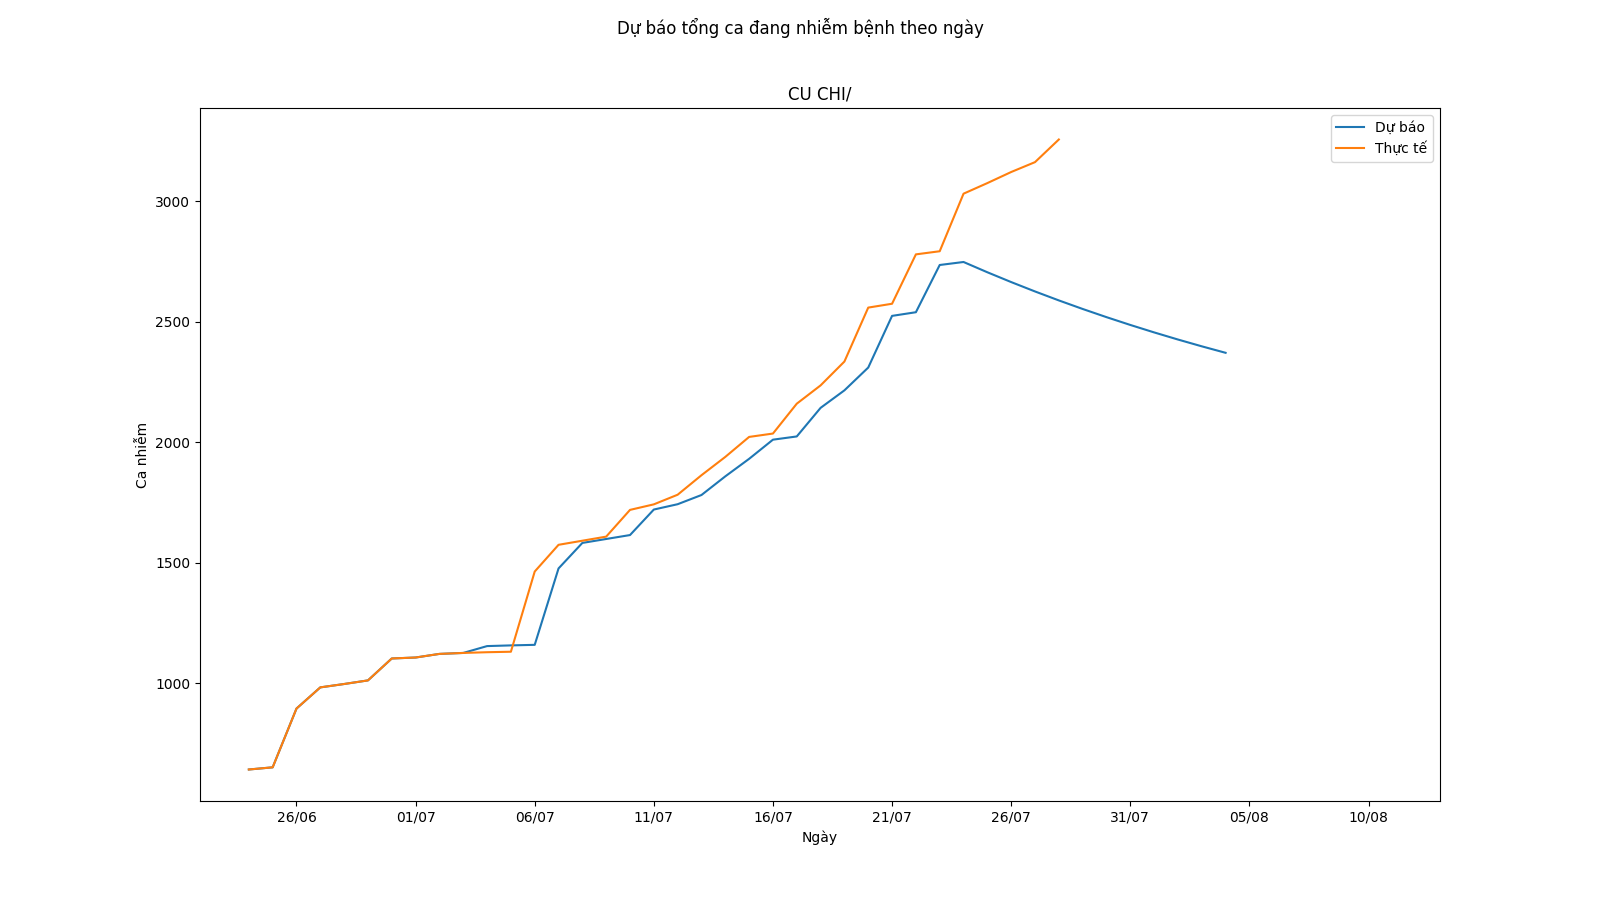 Dự báo tổng ca đang nhiễm bệnh theo ngày
CU CHI/
Dự báo
Thực tế
3000
2500
2000
1500
1000
Ca nhiễm
26/06
01/07
06/07
11/07
16/07
21/07
26/07
31/07
05/08
10/08
Ngày